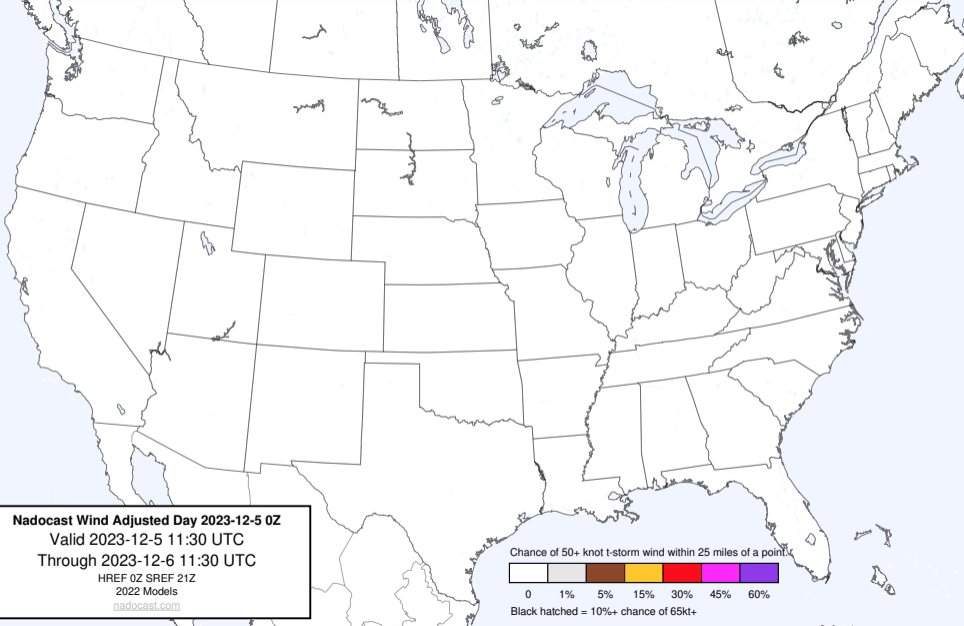 Nadocast Wind Adjusted Day 2023-12-5 0Z
Valid 2023-12-5 11:30 UTC
Through 2023-12-6 11:30 UTC
HREF 0Z SREF 21Z
2022 Models
nadocast.com
Chance of 50+ knot t-storm wind within 25 miles of a point.
0 1% 5% 15% 30% 45% 60%
Black hatched = 10%+ chance of 65kt+